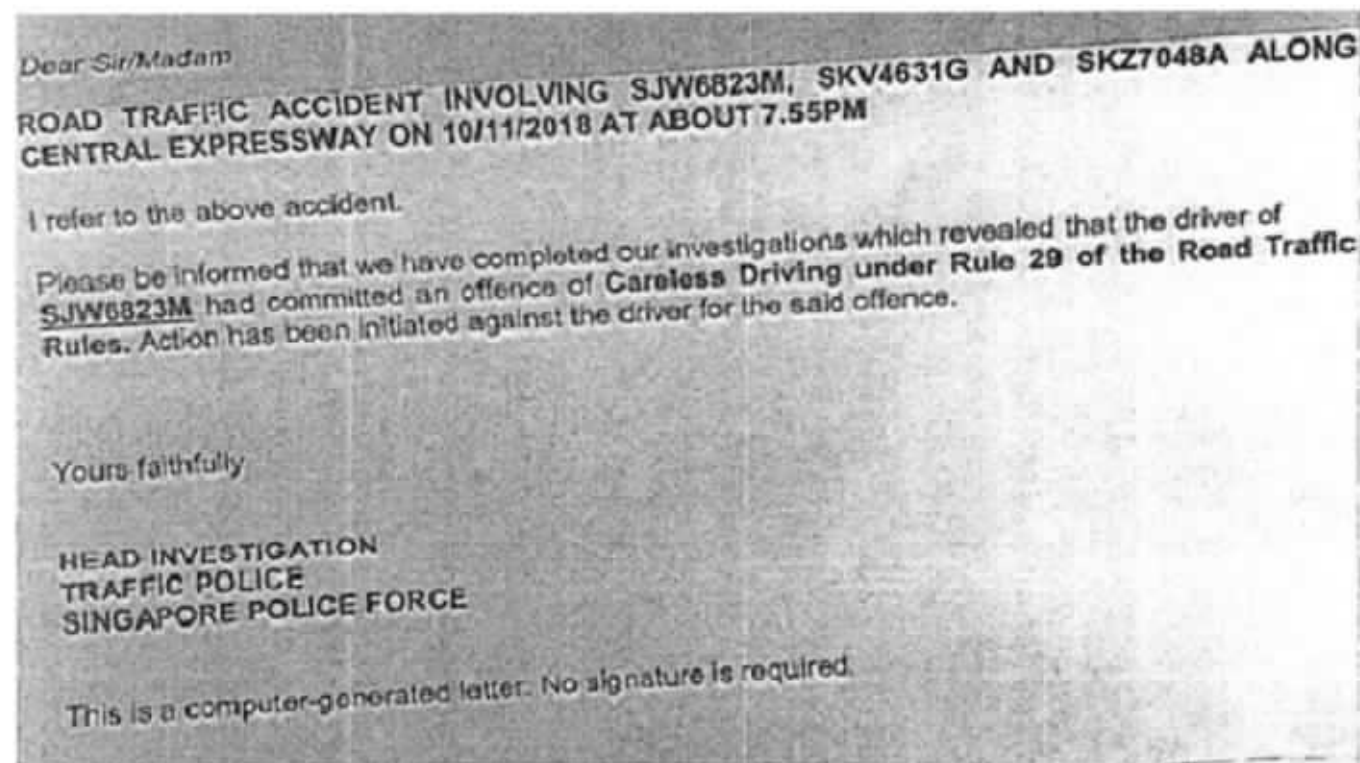 Dear Sir/Madam
ROAD TRAFFIC ACCIDENT INVOLVING SJW6823M, SKV4631G AND SKZ7048A ALONG
CENTRAL EXPRESSWAY ON 10/11/2018 AT ABOUT 7.55PM
I refer to the above accident.
Please be informed that we have completed our investigations which revealed that the driver of
SJW6823M had committed an offence of Careless Driving under Rule 29 of the Road Traffic
Rules. Action has been initiated against the driver for the said offence.
Yours faithfully
HEAD INVESTIGATION
TRAFFIC POLICE
SINGAPORE POLICE FORCE
This is a computer-generated letter. No signature is required.